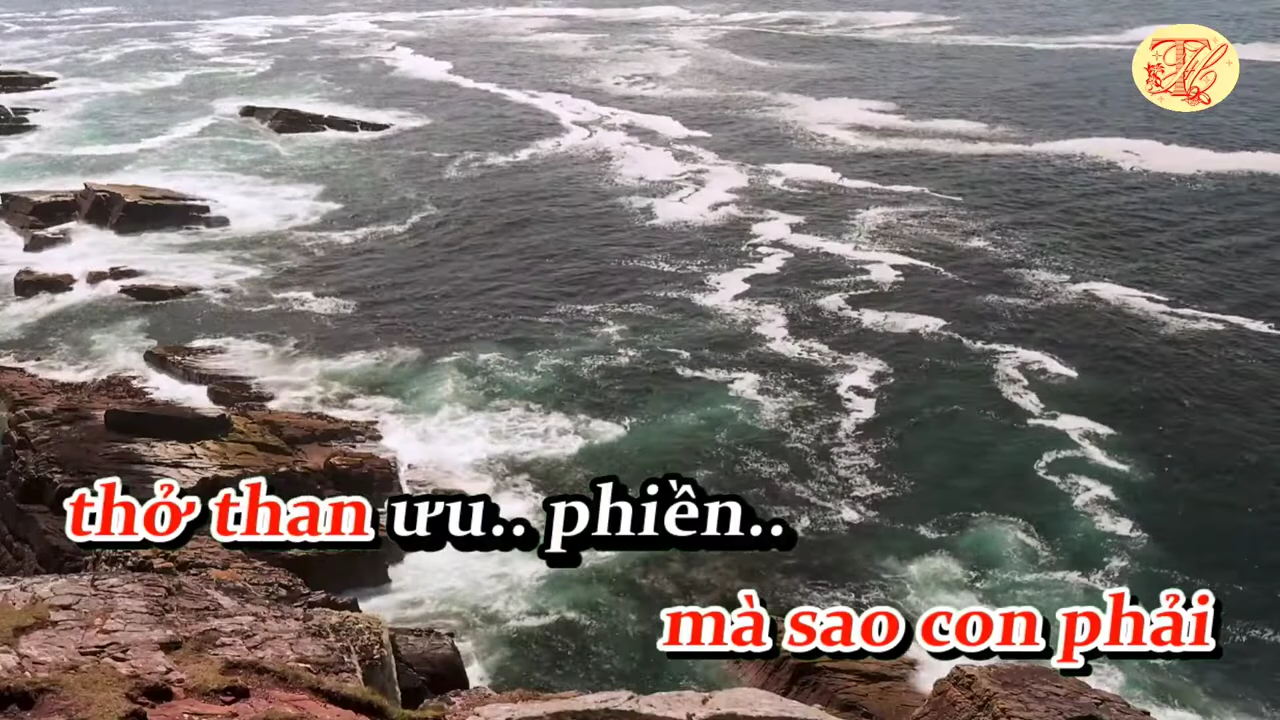 thở than ưu.. phiền..
mà sao con phải